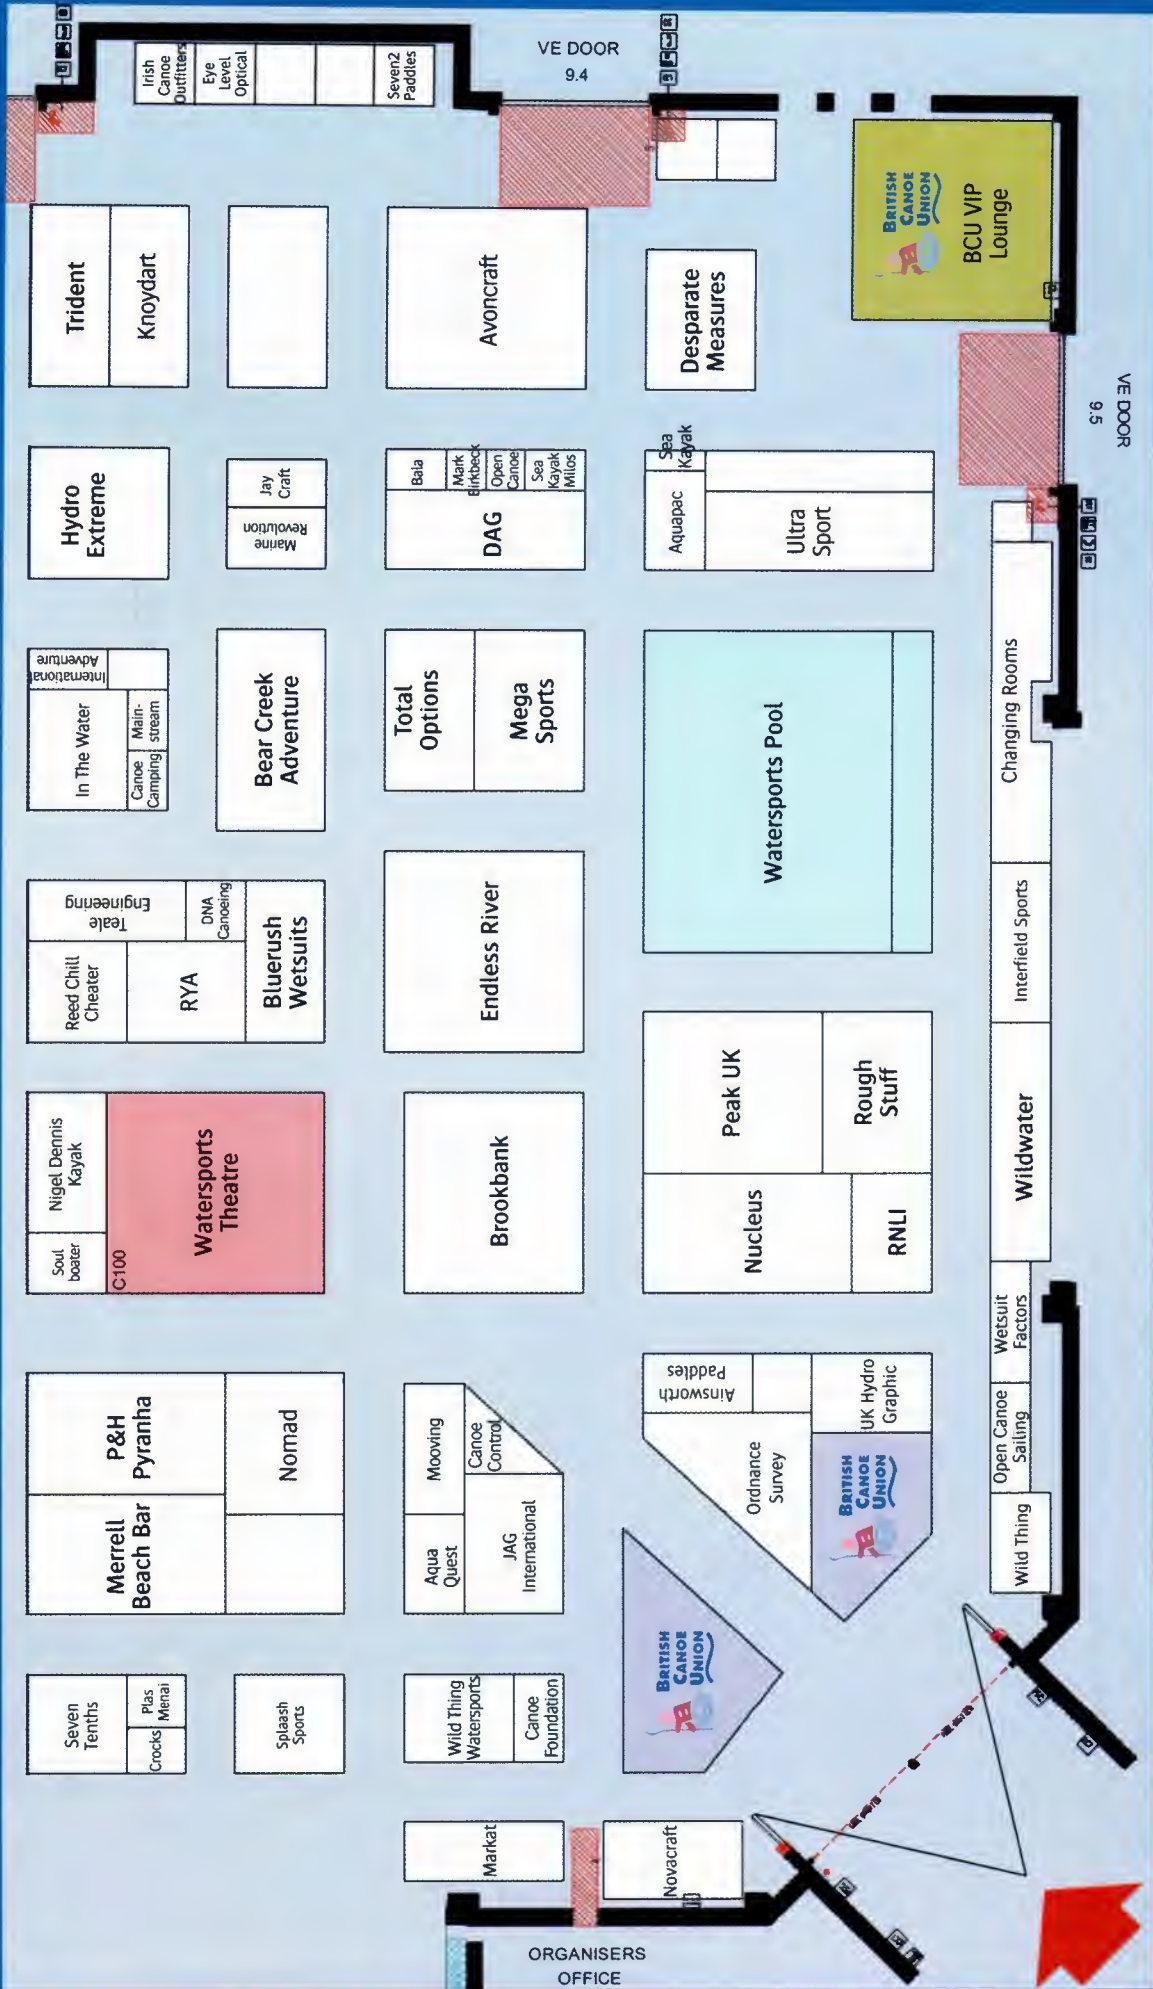 VE DOOR
9.4
Irish
Canoe
Outfitters
Eye
Level
Optical
Seven2
Paddles
BRITISH
CANOE
UNION
BCU VIP
Lounge
Trident
Knoydart
Avoncraft
Desparate
Measures
VE DOOR
9.5
Hydro
Extreme
Jay
Craft
Marine
Revolution
Bala
Mark
Birkbeck
Open
Canoe
Sea
Kayak
Milos
DAG
Sea
Kayak
Aquapac
Ultra
Sport
International
Adventure
In The Water
Canoe
Camping
Main-
stream
Bear Creek
Adventure
Total
Options
Mega
Sports
Watersports Pool
Changing Rooms
Teale
Engineering
Reed Chill
Cheater
RYA
DNA
Canoeing
Bluerush
Wetsuits
Endless River
Interfield Sports
Nigel Dennis
Kayak
Soul
boater
C100
Watersports
Theatre
Brookbank
Peak UK
Rough
Stuff
Nucleus
RNLI
Wildwater
P&H
Pyranha
Merrell
Beach Bar
Nomad
Mooving
Canoe
Control
Aqua
Quest
JAG
International
Ainsworth
Paddles
Ordnance
Survey
UK Hydro
Graphic
BRITISH
CANOE
UNION
Wetsuit
Factors
Open Canoe
Sailing
Wild Thing
Seven
Tenths
Plas
Menai
Crocks
Splaash
Sports
Wild Thing
Watersports
Canoe
Foundation
BRITISH
CANOE
UNION
Markat
Novacraft
ORGANISERS
OFFICE